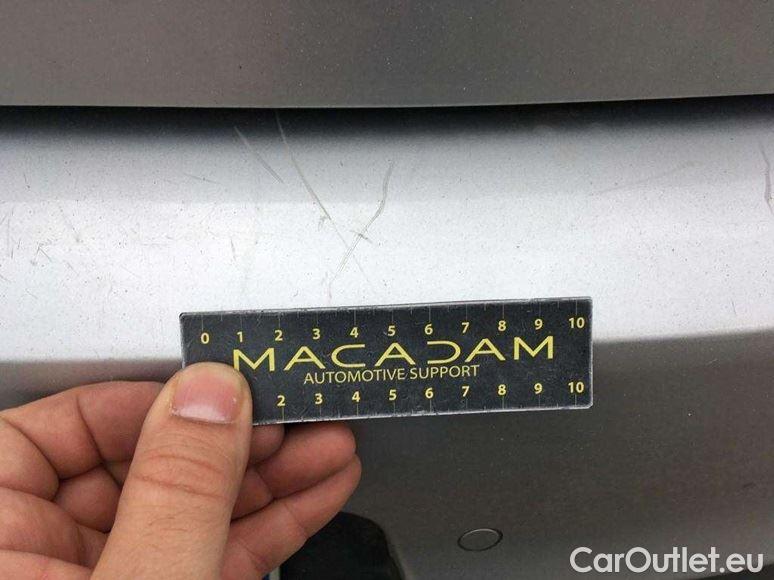 0 1 2 3 4 5 6 7 8 9 10
MACADAM
AUTOMOTIVE SUPPORT
2 3 4 5 6 7 8 9 10
CarOutlet.eu